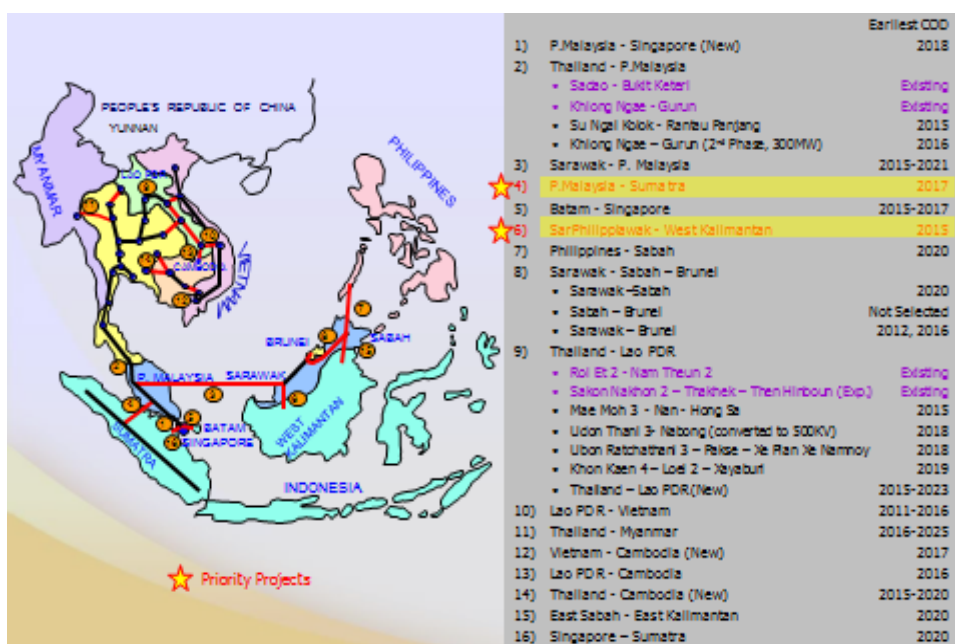 PEOPLE'S REPUBLIC OF CHINA
YUNNAN
MYANMAR
LAO PDR
CAMBODIA
VIETNAM
PHILIPPINES
BRUNEI
SABAH
P. MALAYSIA
SARAWAK
SUMATRA
BATAM
SINGAPORE
WEST KALIMANTAN
INDONESIA
Priority Projects
Earliest COD
1) P.Malaysia - Singapore (New) 2018
2) Thailand - P.Malaysia
• Sadao - Bukit Keteri Existing
• Khlong Ngae - Gurun Existing
• Su Ngai Kolok - Rantau Panjang 2015
• Khlong Ngae – Gurun (2nd Phase, 300MW) 2016
3) Sarawak - P. Malaysia 2015-2021
4) P.Malaysia - Sumatra 2017
5) Batam - Singapore 2015-2017
6) SarPhilippiawak - West Kalimantan 2015
7) Philippines - Sabah 2020
8) Sarawak - Sabah – Brunei
• Sarawak –Sabah 2020
• Sabah – Brunei Not Selected
• Sarawak – Brunei 2012, 2016
9) Thailand - Lao PDR
• Roi Et 2 - Nam Theun 2 Existing
• Sakon Nakhon 2 – Thakhek – Then Hinboun (Exp.) Existing
• Mae Moh 3 - Nan - Hong Sa 2015
• Udon Thani 3- Nabong (converted to 500KV) 2018
• Ubon Ratchathani 3 – Pakse – Xe Pian Xe Namnoy 2018
• Khon Kaen 4 – Loei 2 – Xayaburi 2019
• Thailand – Lao PDR(New) 2015-2023
10) Lao PDR - Vietnam 2011-2016
11) Thailand - Myanmar 2016-2025
12) Vietnam - Cambodia (New) 2017
13) Lao PDR - Cambodia 2016
14) Thailand - Cambodia (New) 2015-2020
15) East Sabah - East Kalimantan 2020
16) Singapore – Sumatra 2020